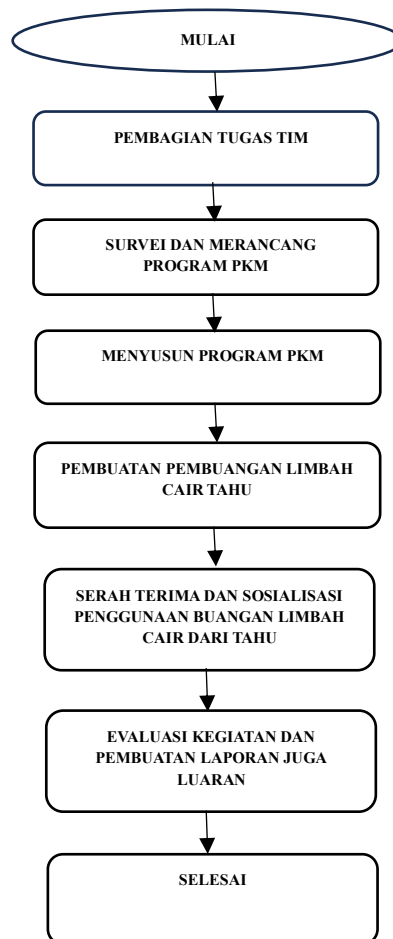 MULAI
PEMBAGIAN TUGAS TIM
SURVEI DAN MERANCANG
PROGRAM PKM
MENYUSUN PROGRAM PKM
PEMBUATAN PEMBUANGAN LIMBAH
CAIR TAHU
SERAH TERIMA DAN SOSIALISASI
PENGGUNAAN BUANGAN LIMBAH
CAIR DARI TAHU
EVALUASI KEGIATAN DAN
PEMBUATAN LAPORAN JUGA
LUARAN
SELESAI